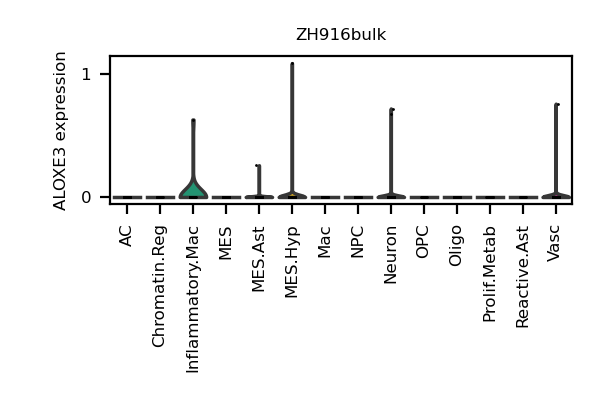 ZH916bulk
ALOXE3 expression
1
0
AC
Chromatin.Reg
Inflammatory.Mac
MES
MES.Ast
MES.Hyp
Mac
NPC
Neuron
OPC
Oligo
Prolif.Metab
Reactive.Ast
Vasc